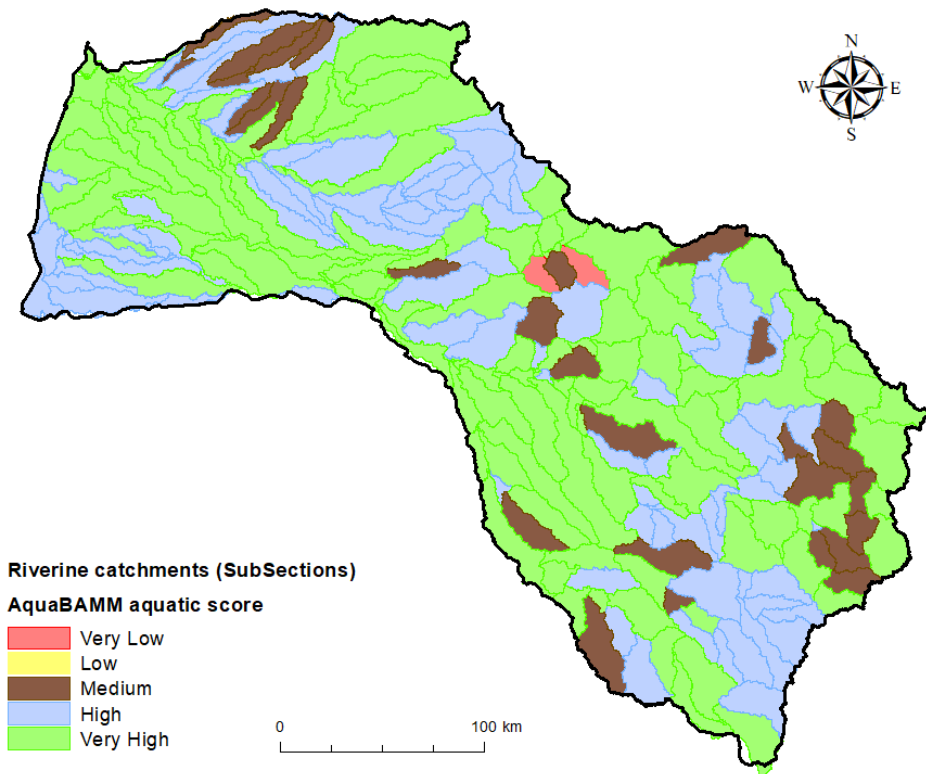 N
W E
S
Riverine catchments (SubSections)
AquaBAMM aquatic score
Very Low
Low
Medium
High
Very High
0 100 km